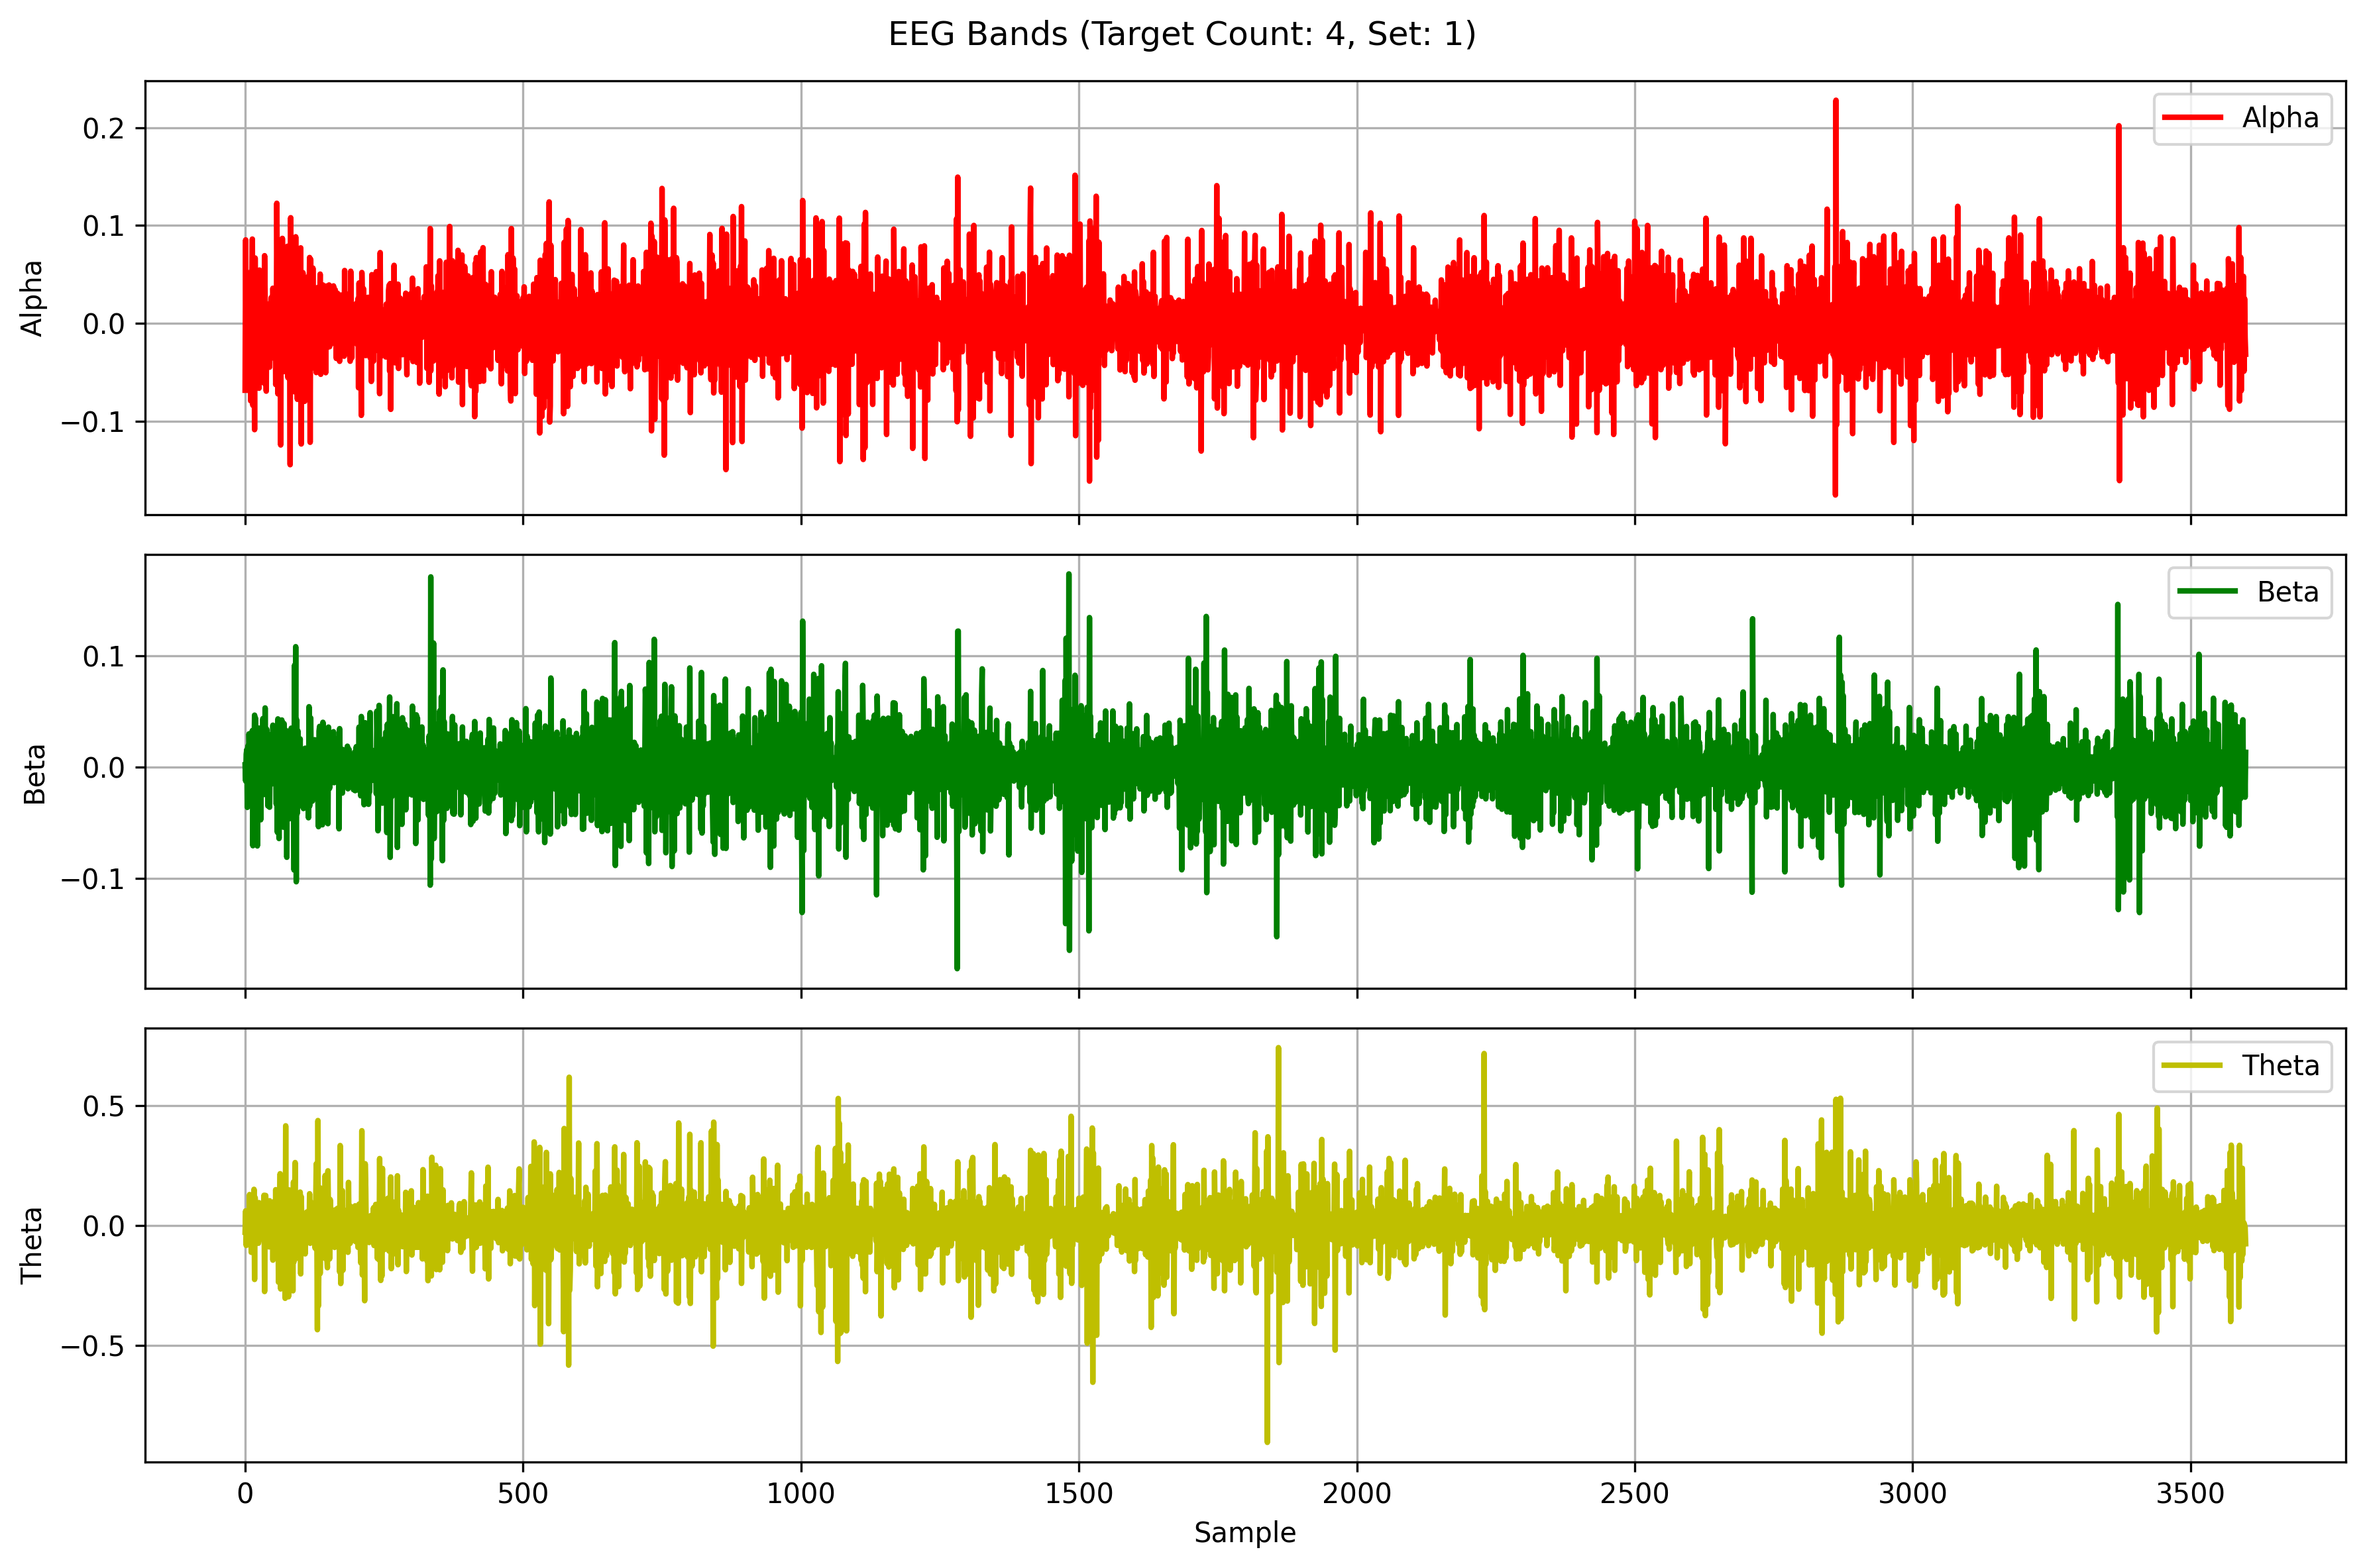 EEG Bands (Target Count: 4, Set: 1)
Alpha
0.2
0.1
0.0
−0.1
Alpha
Beta
0.1
0.0
−0.1
Beta
Theta
0.5
0.0
−0.5
Theta
0 500 1000 1500 2000 2500 3000 3500
Sample